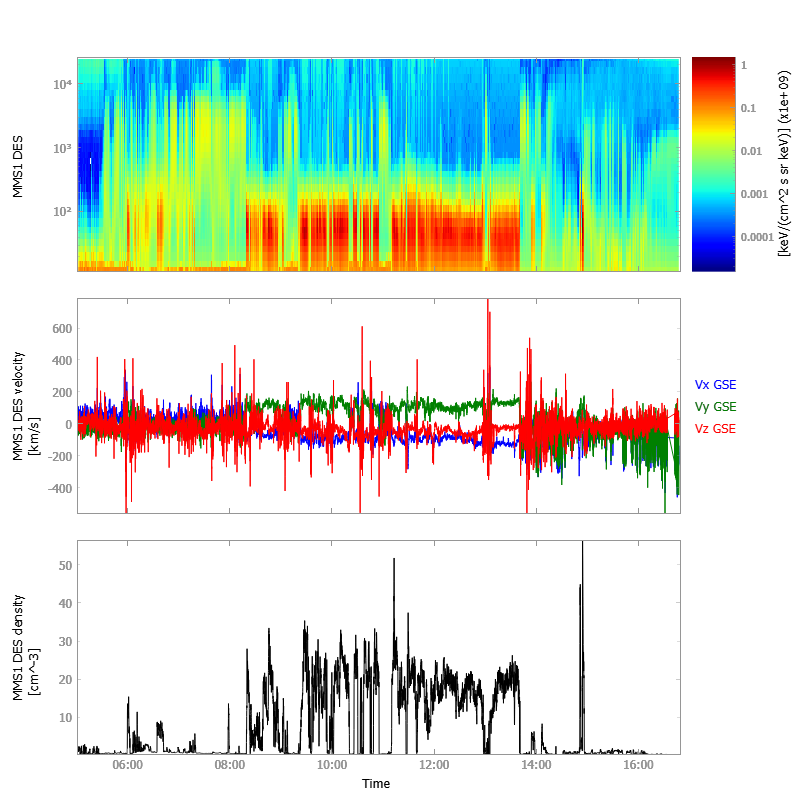 10⁴
10³
10²
MMS1 DES
1
0.1
0.01
0.001
0.0001
[keV/(cm^2 s sr keV)] (x1e+09)
600
400
200
0
-200
-400
MMS1 DES velocity
[km/s]
Vx GSE
Vy GSE
Vz GSE
50
40
30
20
10
MMS1 DES density
[cm^-3]
06:00 08:00 10:00 12:00 14:00 16:00
Time